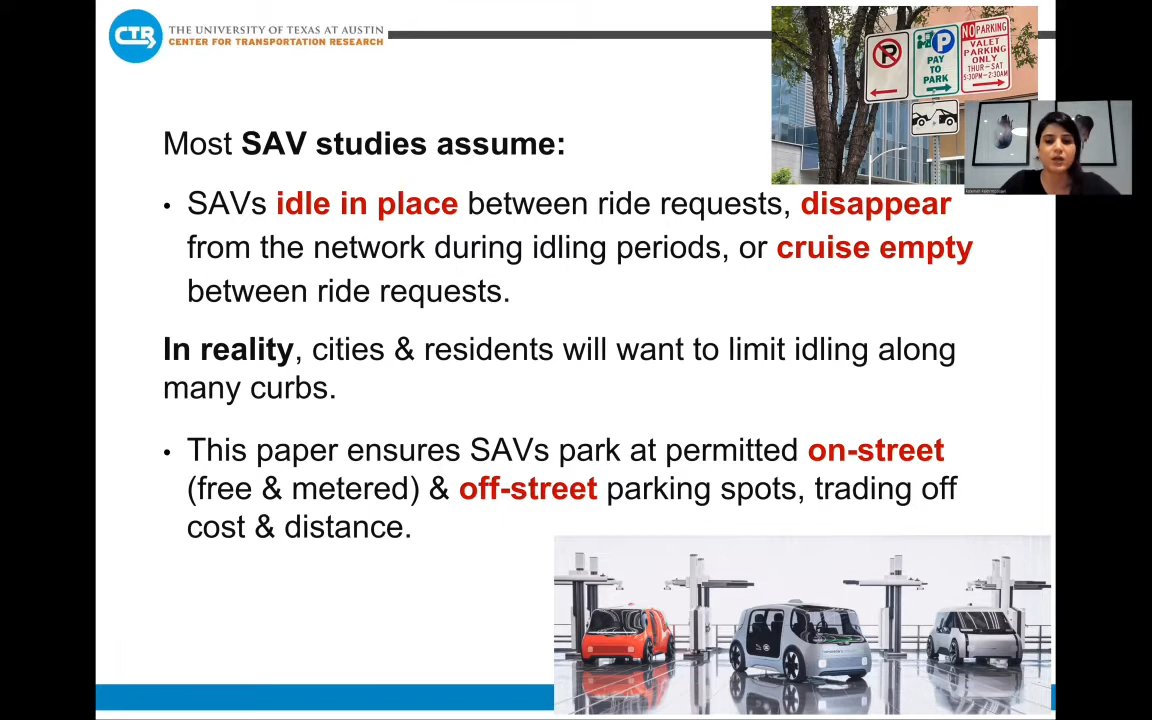 THE UNIVERSITY OF TEXAS AT AUSTIN
CENTER FOR TRANSPORTATION RESEARCH
CTR
P
P
PAY
TO
PARK
NO PARKING
VALET
PARKING
ONLY
THUR-SAT
5:30PM-2:30AM
Most SAV studies assume:
• SAVs idle in place between ride requests, disappear
from the network during idling periods, or cruise empty
between ride requests.
In reality, cities & residents will want to limit idling along
many curbs.
• This paper ensures SAVs park at permitted on-street
(free & metered) & off-street parking spots, trading off
cost & distance.